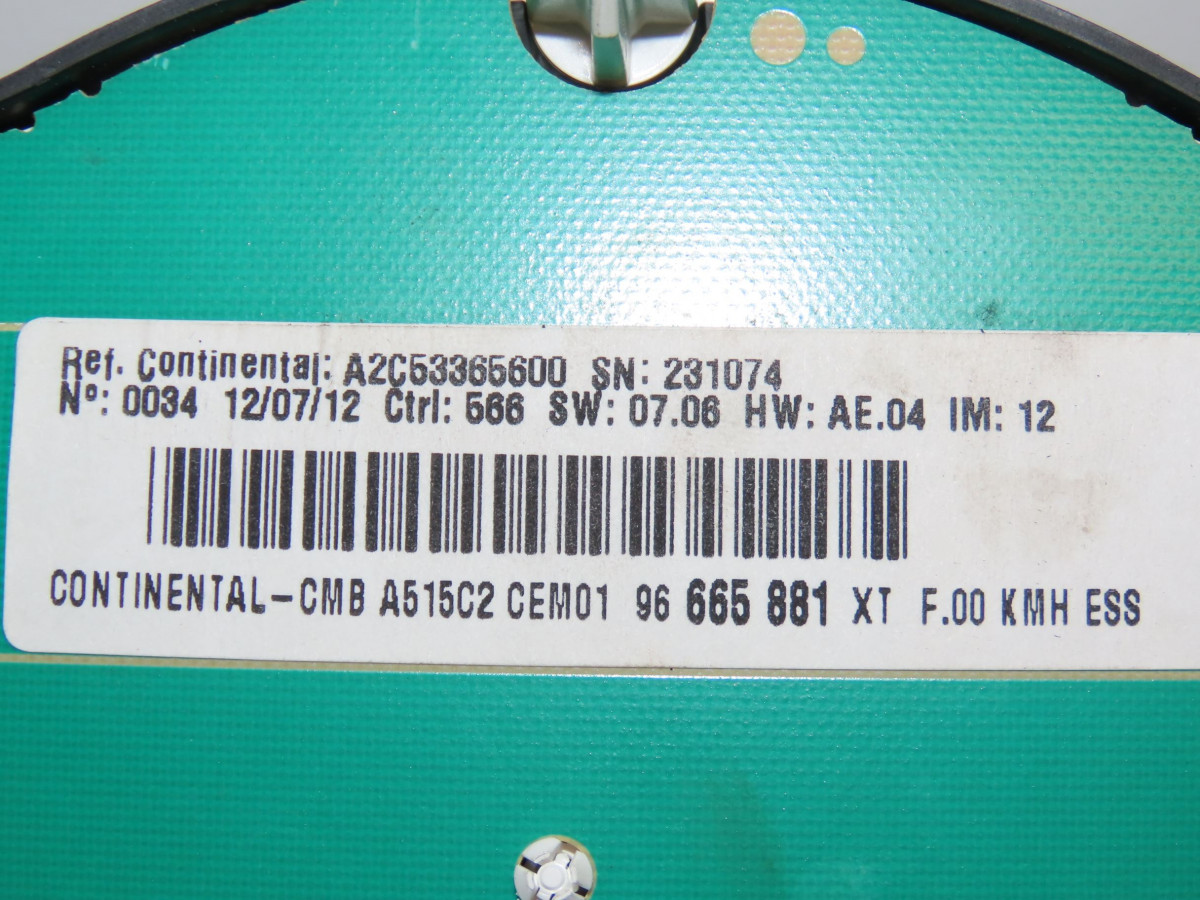 Ref. Continental: A2C53365600 SN: 231074
Nº: 0034 12/07/12 Ctrl: 566 SW: 07.06 HW: AE.04 IM: 12
CONTINENTAL-CMB A515C2 CEM01 96 665 881 XT F.00 KMH ESS